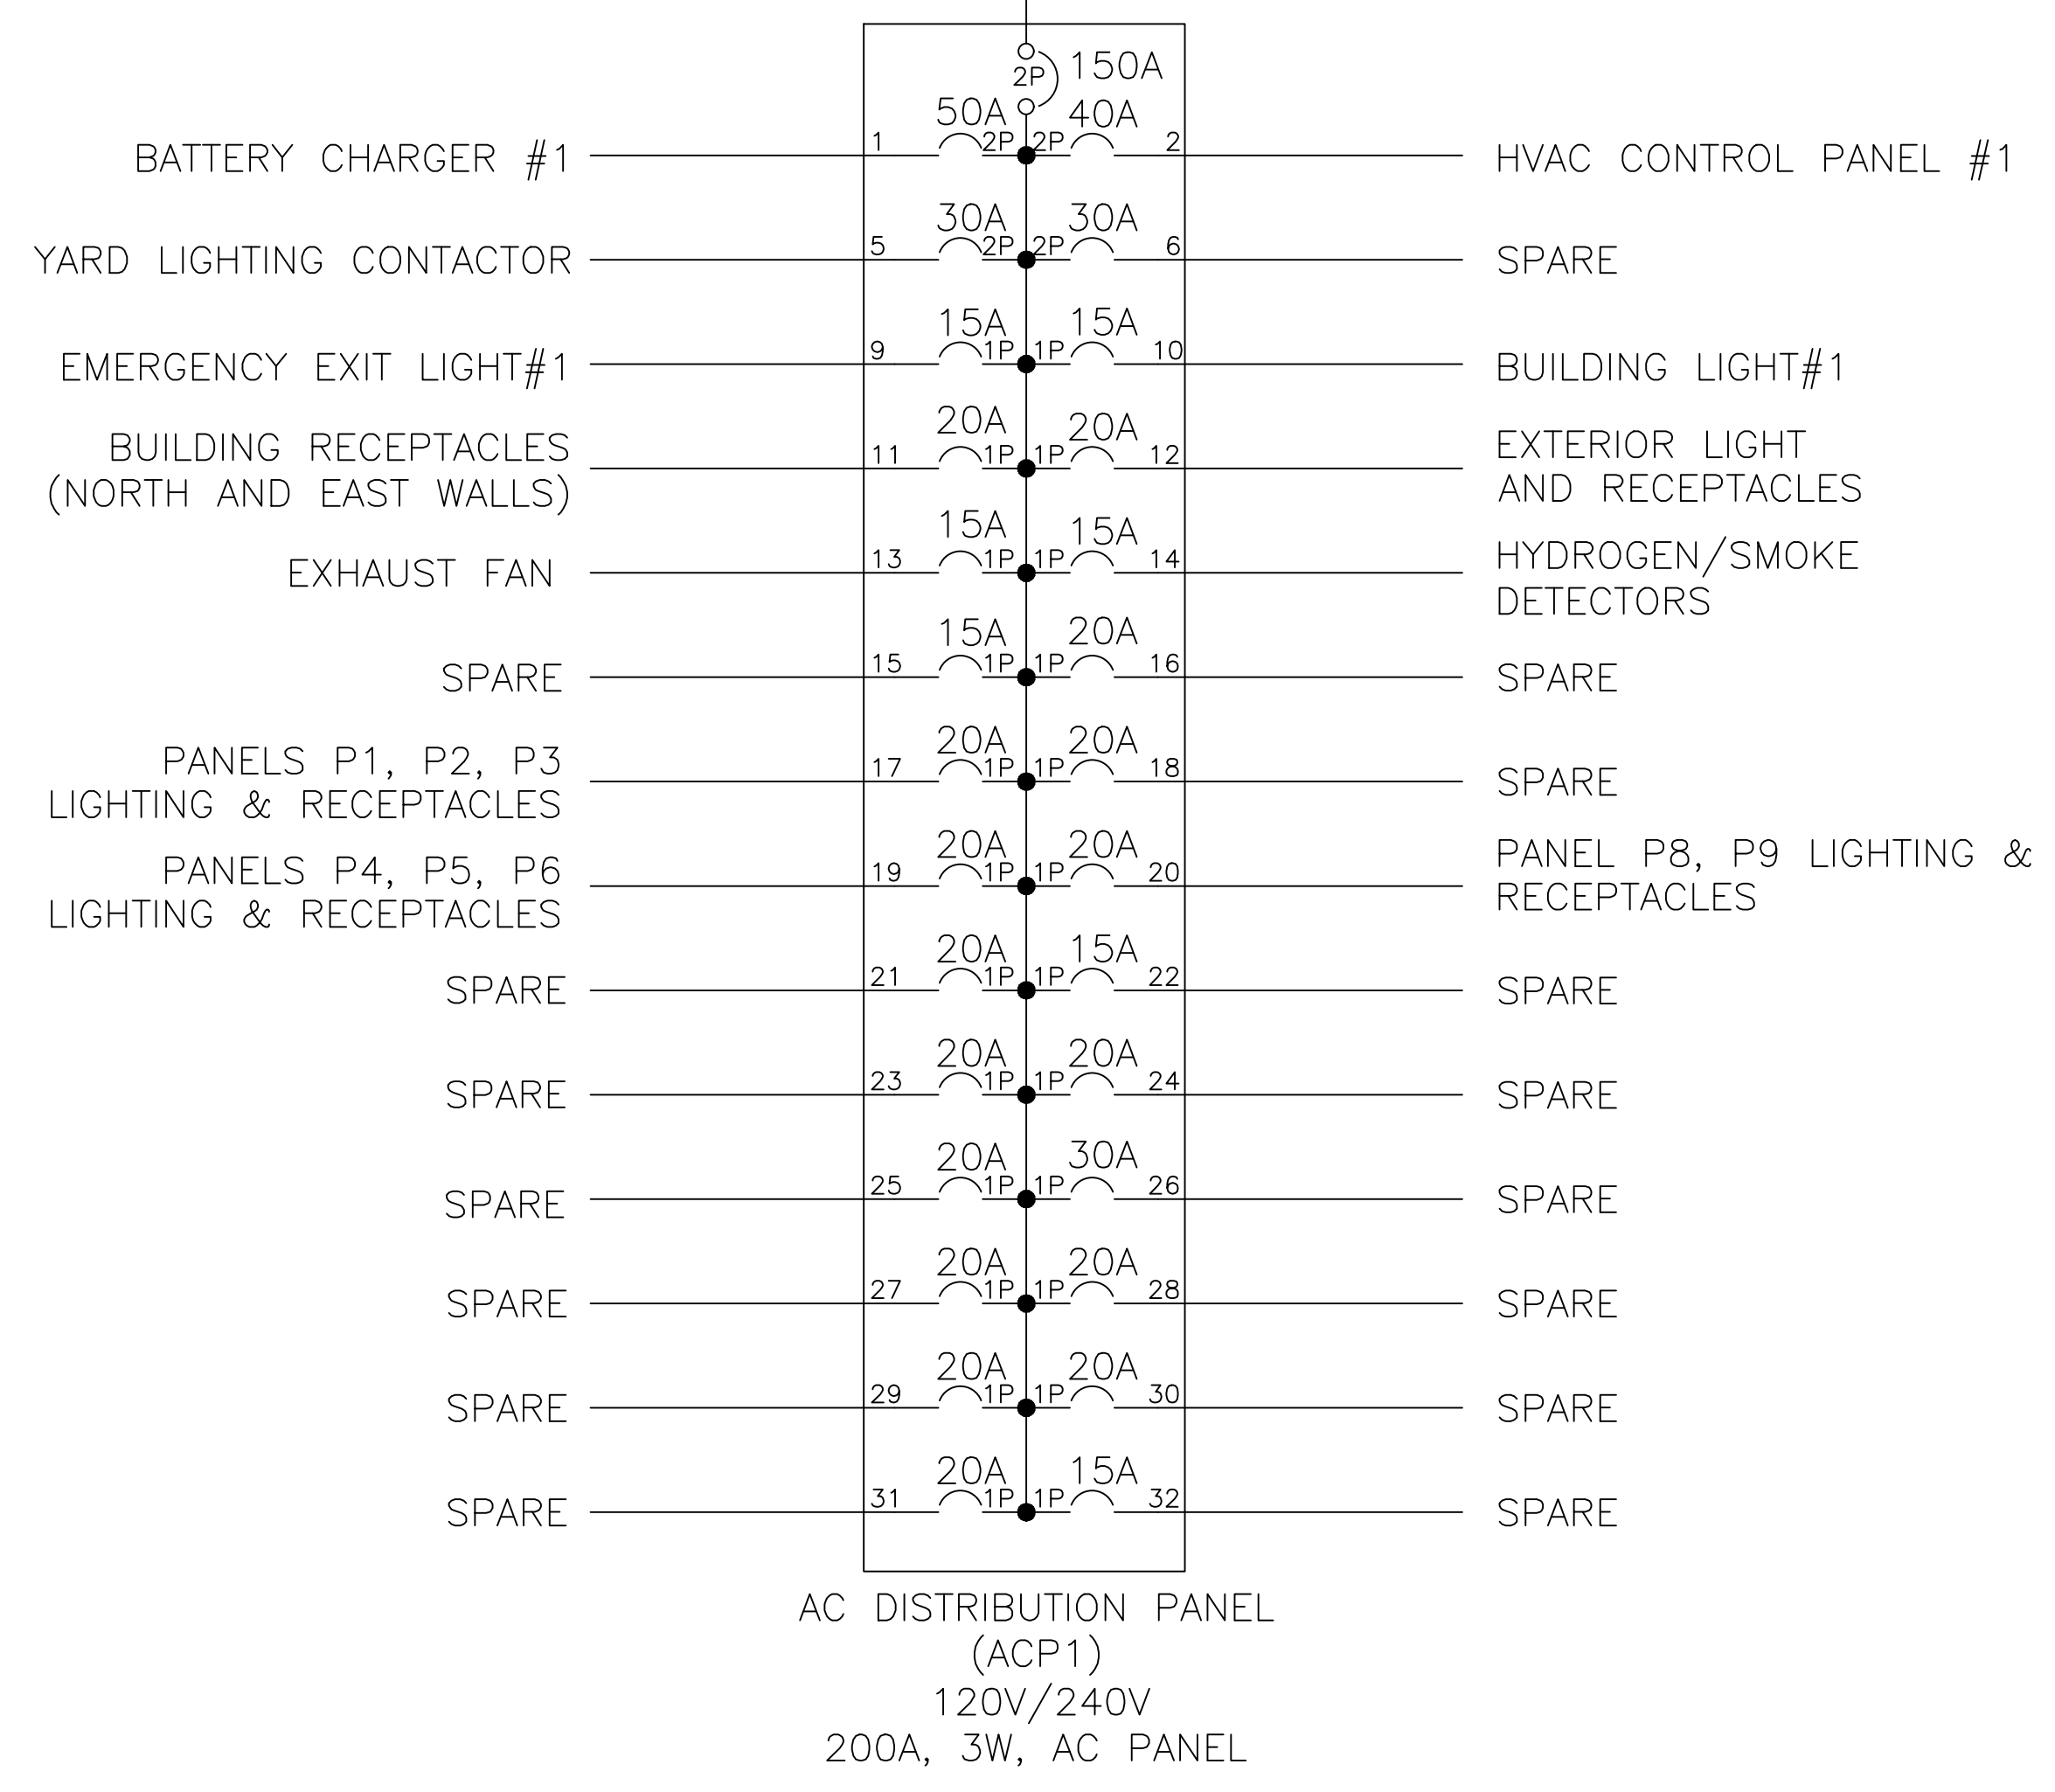 150A
2P
50A 40A
BATTERY CHARGER #1 1 2P 2P 2 HVAC CONTROL PANEL #1
30A 30A
YARD LIGHTING CONTACTOR 5 2P 2P 6 SPARE
15A 15A
EMERGENCY EXIT LIGHT#1 9 1P 1P 10 BUILDING LIGHT#1
20A 20A
BUILDING RECEPTACLES 11 1P 1P 12 EXTERIOR LIGHT
(NORTH AND EAST WALLS) AND RECEPTACLES
15A 15A
EXHAUST FAN 13 1P 1P 14 HYDROGEN/SMOKE
DETECTORS
15A 20A
SPARE 15 1P 1P 16 SPARE
20A 20A
PANELS P1, P2, P3 17 1P 1P 18 SPARE
LIGHTING & RECEPTACLES
20A 20A
PANELS P4, P5, P6 19 1P 1P 20 PANEL P8, P9 LIGHTING &
LIGHTING & RECEPTACLES RECEPTACLES
20A 15A
SPARE 21 1P 1P 22 SPARE
20A 20A
SPARE 23 1P 1P 24 SPARE
20A 30A
SPARE 25 1P 1P 26 SPARE
20A 20A
SPARE 27 1P 1P 28 SPARE
20A 20A
SPARE 29 1P 1P 30 SPARE
20A 15A
SPARE 31 1P 1P 32 SPARE
AC DISTRIBUTION PANEL
(ACP1)
120V/240V
200A, 3W, AC PANEL